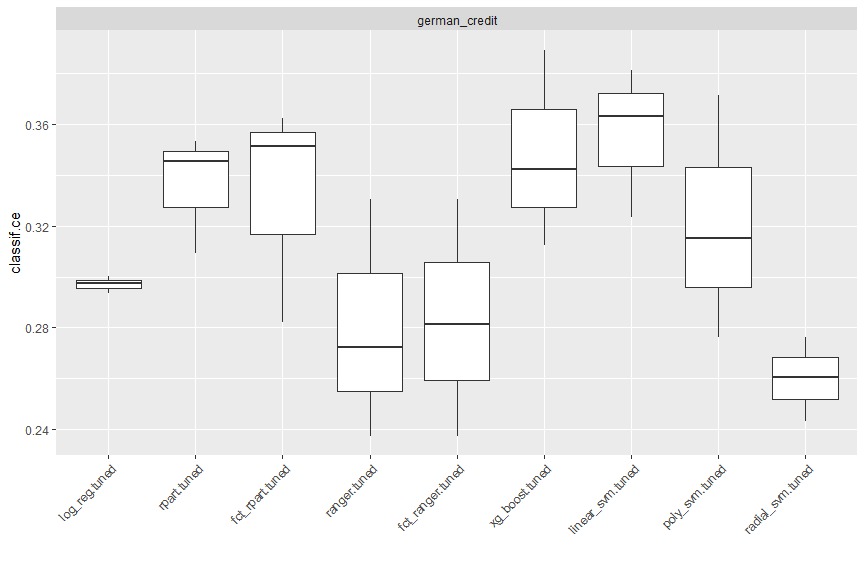 german_credit
classif.ce
0.36
0.32
0.28
0.24
log_reg.tuned
rpart.tuned
fct_rpart.tuned
ranger.tuned
fct_ranger.tuned
xg_boost.tuned
linear_svm.tuned
poly_svm.tuned
radial_svm.tuned